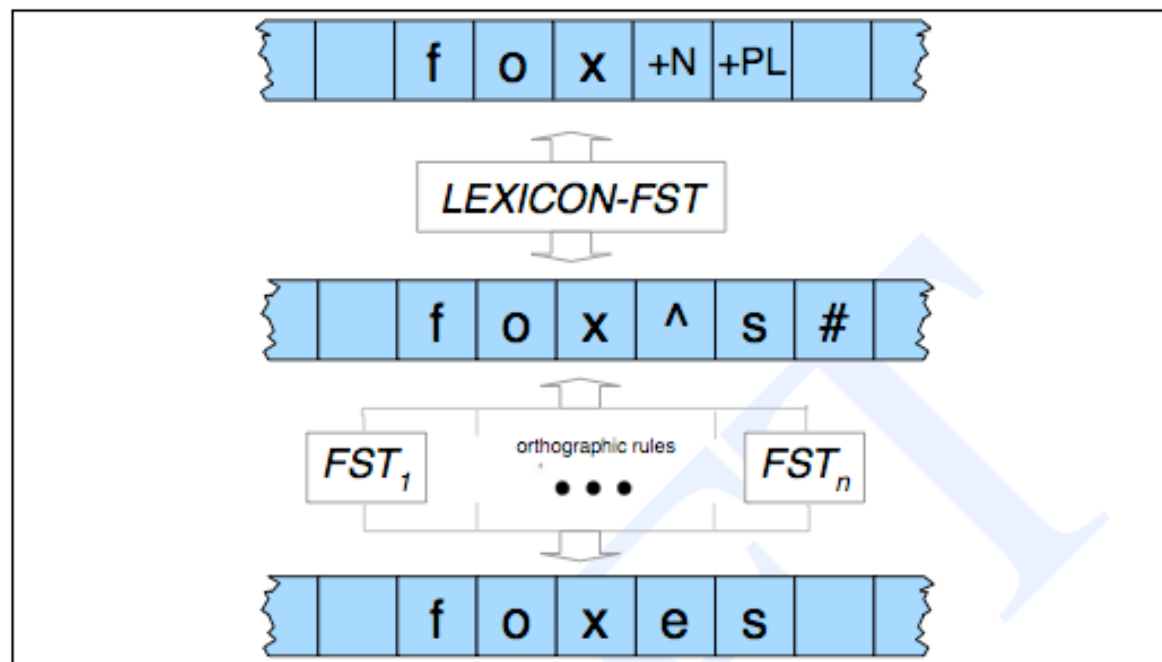 f o x +N +PL
LEXICON-FST
f o x ^ s #
orthographic rules
FST1 ••• FSTn
f o x e s